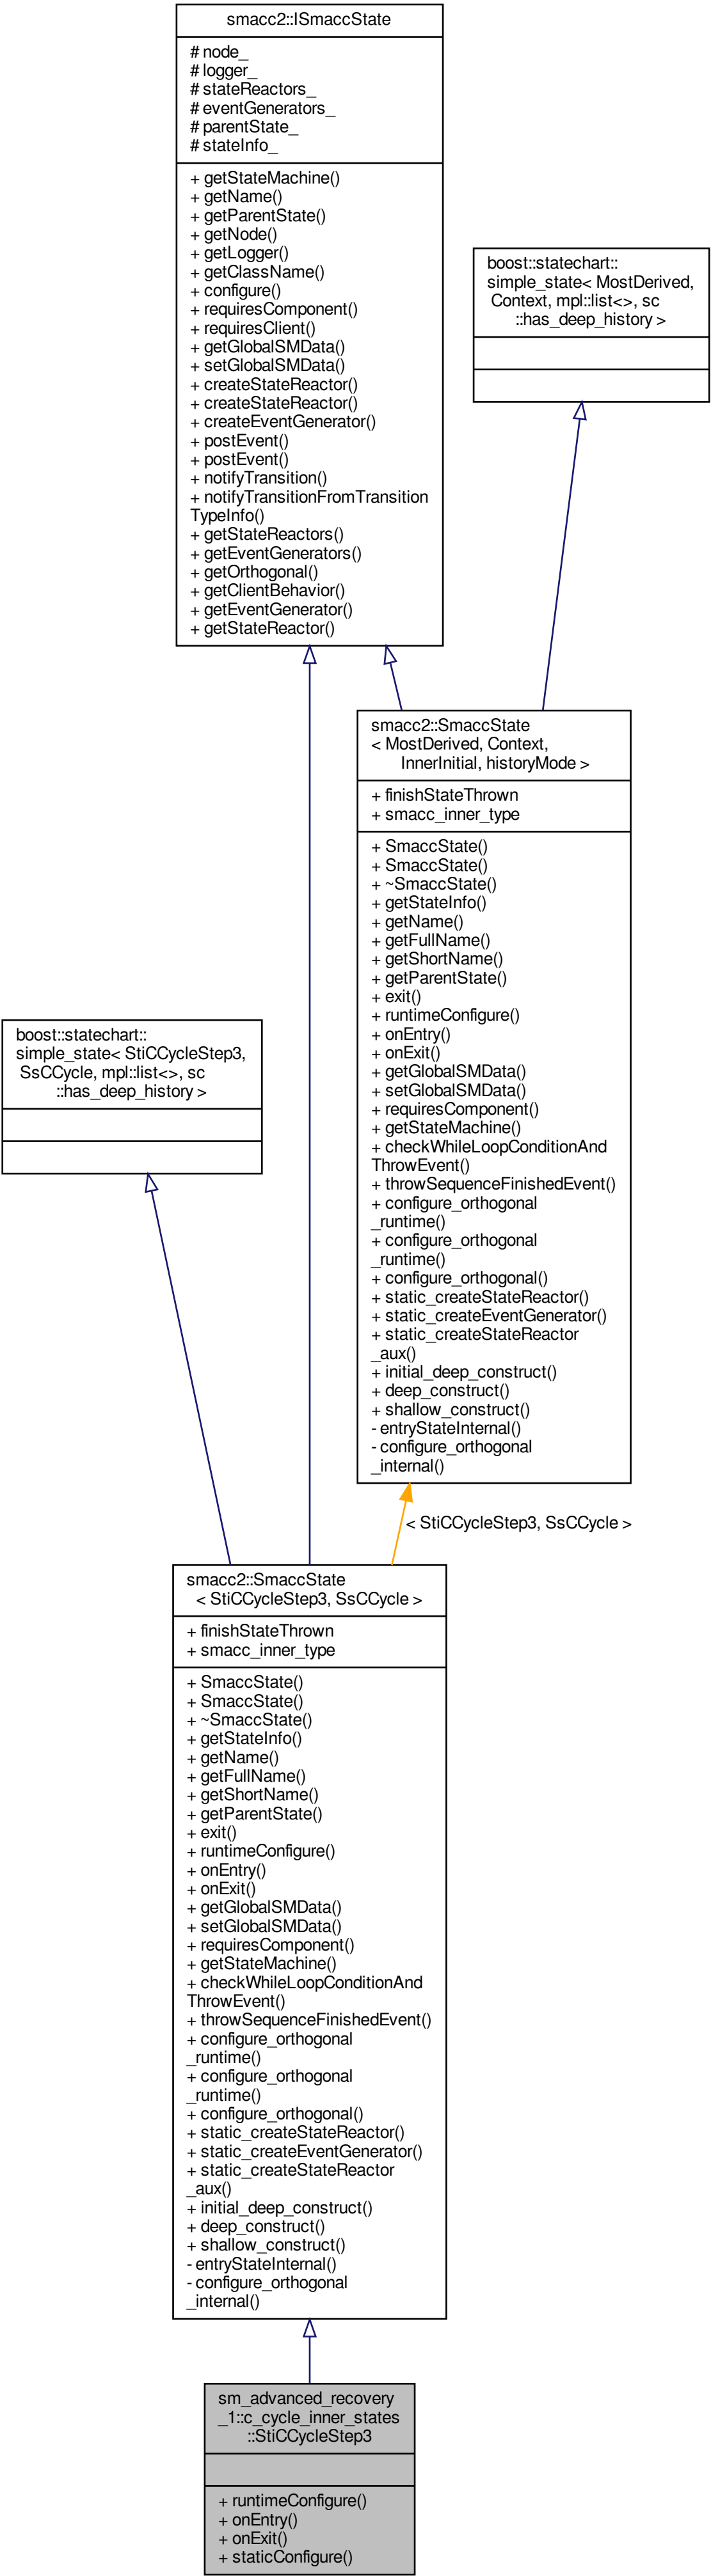 smacc2::ISmaccState
# node_
# logger_
# stateReactors_
# eventGenerators_
# parentState_
# stateInfo_
+ getStateMachine()
+ getName()
+ getParentState()
+ getNode()
+ getLogger()
+ getClassName()
+ configure()
+ requiresComponent()
+ requiresClient()
+ getGlobalSMData()
+ setGlobalSMData()
+ createStateReactor()
+ createStateReactor()
+ createEventGenerator()
+ postEvent()
+ postEvent()
+ notifyTransition()
+ notifyTransitionFromTransition
TypeInfo()
+ getStateReactors()
+ getEventGenerators()
+ getOrthogonal()
+ getClientBehavior()
+ getEventGenerator()
+ getStateReactor()
boost::statechart::
simple_state< MostDerived,
Context, mpl::list<>, sc
::has_deep_history >
smacc2::SmaccState
< MostDerived, Context,
InnerInitial, historyMode >
+ finishStateThrown
+ smacc_inner_type
+ SmaccState()
+ SmaccState()
+ ~SmaccState()
+ getStateInfo()
+ getName()
+ getFullName()
+ getShortName()
+ getParentState()
+ exit()
+ runtimeConfigure()
+ onEntry()
+ onExit()
+ getGlobalSMData()
+ setGlobalSMData()
+ requiresComponent()
+ getStateMachine()
+ checkWhileLoopConditionAnd
ThrowEvent()
+ throwSequenceFinishedEvent()
+ configure_orthogonal
_runtime()
+ configure_orthogonal
_runtime()
+ configure_orthogonal()
+ static_createStateReactor()
+ static_createEventGenerator()
+ static_createStateReactor
_aux()
+ initial_deep_construct()
+ deep_construct()
+ shallow_construct()
- entryStateInternal()
- configure_orthogonal
_internal()
boost::statechart::
simple_state< StiCCycleStep3,
SsCCycle, mpl::list<>, sc
::has_deep_history >
< StiCCycleStep3, SsCCycle >
smacc2::SmaccState
< StiCCycleStep3, SsCCycle >
+ finishStateThrown
+ smacc_inner_type
+ SmaccState()
+ SmaccState()
+ ~SmaccState()
+ getStateInfo()
+ getName()
+ getFullName()
+ getShortName()
+ getParentState()
+ exit()
+ runtimeConfigure()
+ onEntry()
+ onExit()
+ getGlobalSMData()
+ setGlobalSMData()
+ requiresComponent()
+ getStateMachine()
+ checkWhileLoopConditionAnd
ThrowEvent()
+ throwSequenceFinishedEvent()
+ configure_orthogonal
_runtime()
+ configure_orthogonal
_runtime()
+ configure_orthogonal()
+ static_createStateReactor()
+ static_createEventGenerator()
+ static_createStateReactor
_aux()
+ initial_deep_construct()
+ deep_construct()
+ shallow_construct()
- entryStateInternal()
- configure_orthogonal
_internal()
sm_advanced_recovery
_1::c_cycle_inner_states
::StiCCycleStep3
+ runtimeConfigure()
+ onEntry()
+ onExit()
+ staticConfigure()